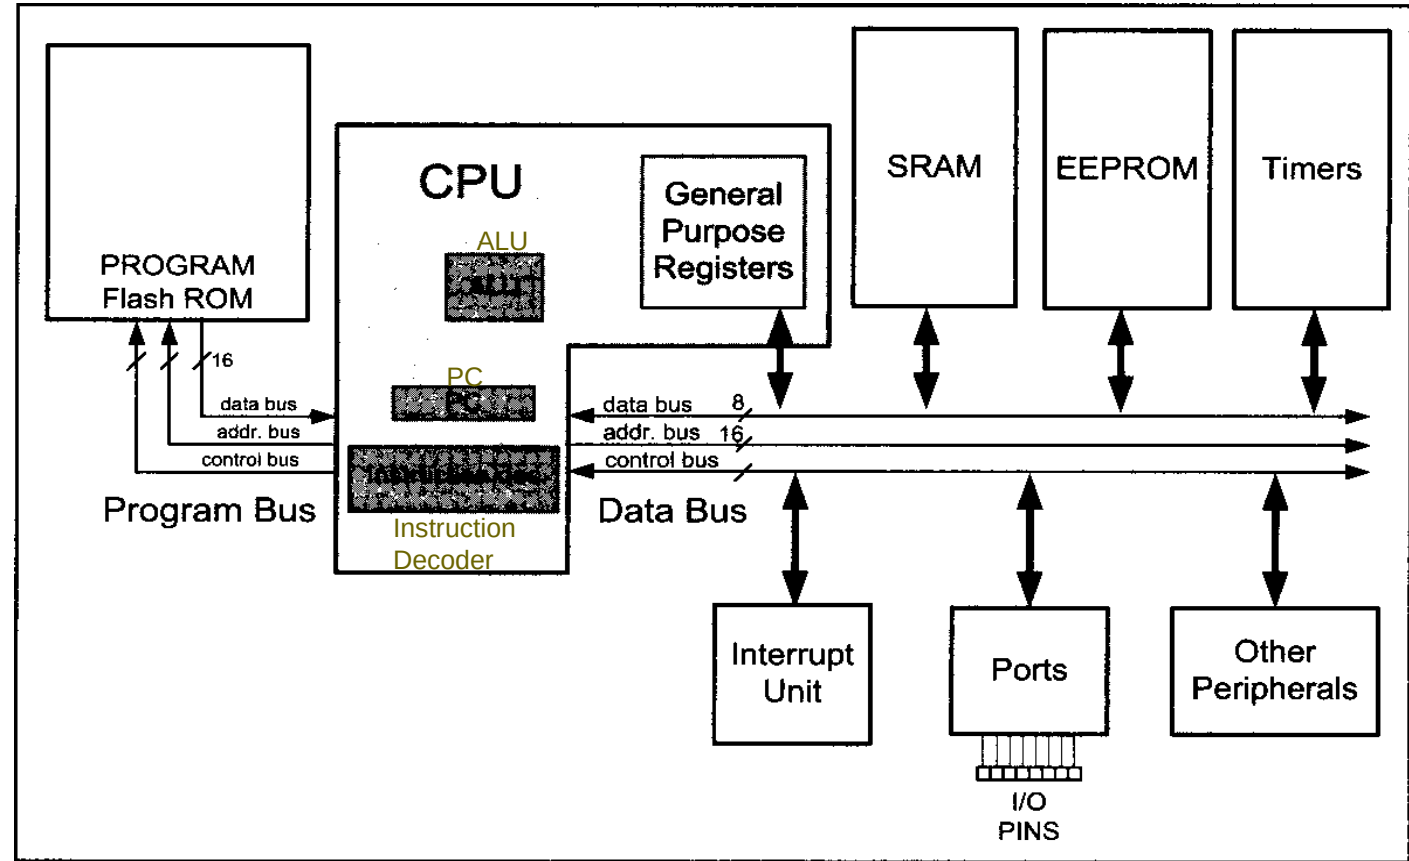 PROGRAM
Flash ROM
16
data bus
addr. bus
control bus
Program Bus
CPU
ALU
PC
PC
Instruction
Decoder
General
Purpose
Registers
SRAM
EEPROM
Timers
data bus 8
addr. bus 16
control bus
Data Bus
Interrupt
Unit
Ports
I/O
PINS
Other
Peripherals